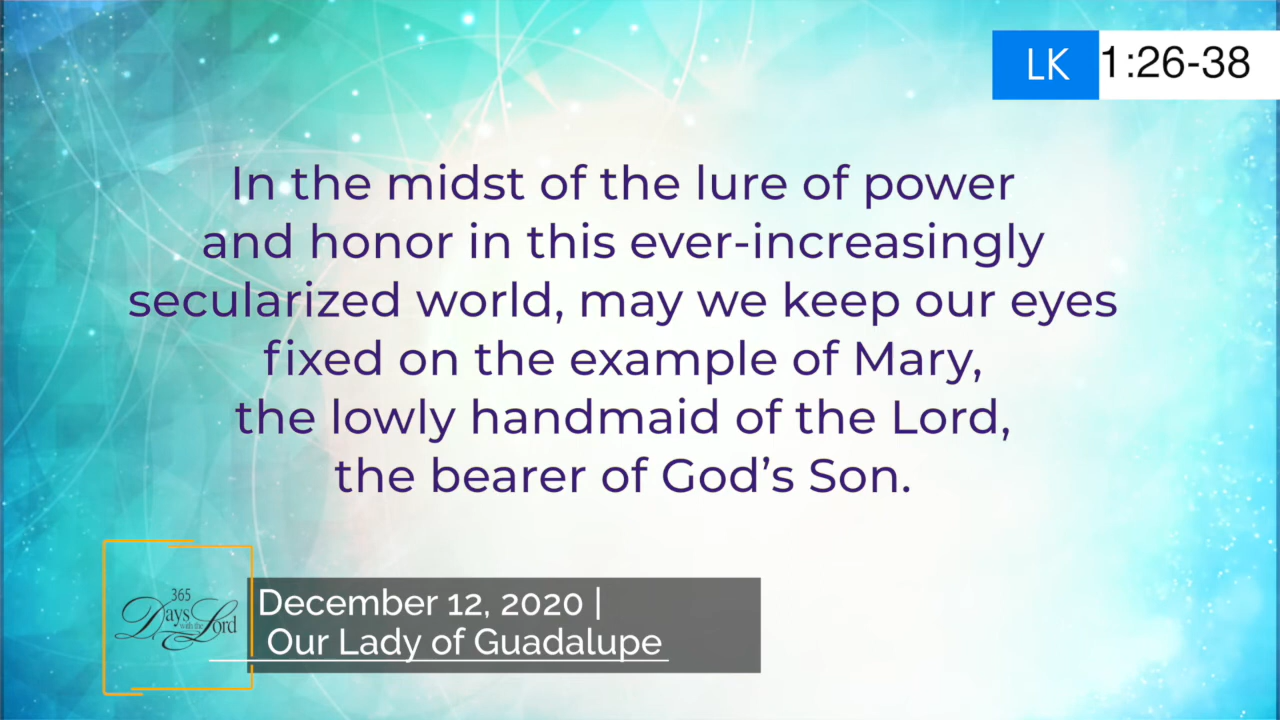 LK 1:26-38
In the midst of the lure of power
and honor in this ever-increasingly
secularized world, may we keep our eyes
fixed on the example of Mary,
the lowly handmaid of the Lord,
the bearer of God’s Son.
365
Days with the Lord
December 12, 2020 |
Our Lady of Guadalupe